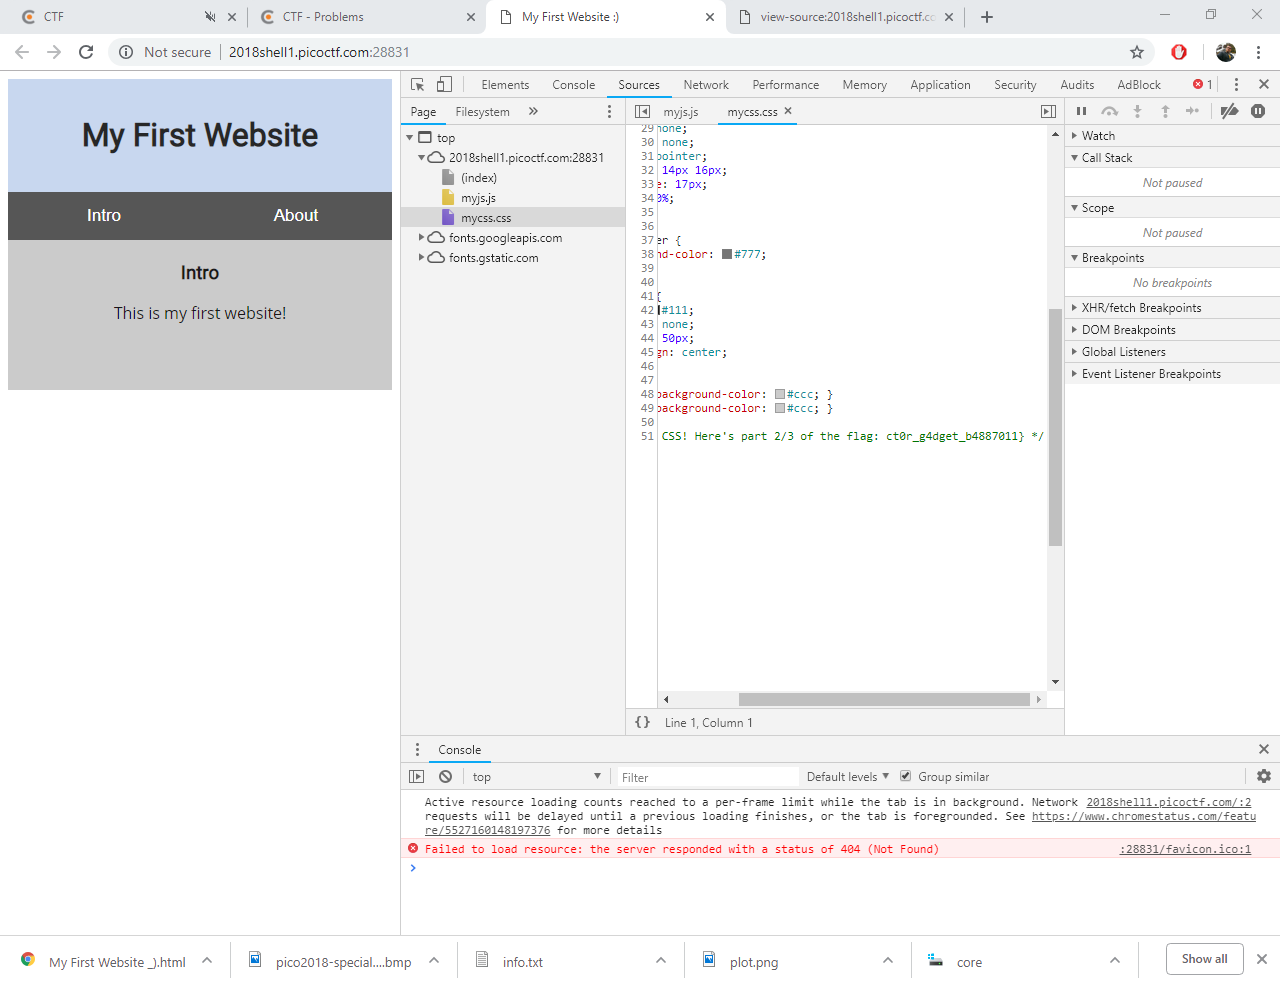 CTF
CTF - Problems
My First Website :)
view-source:2018shell1.picoctf.co
Not secure
2018shell1.picoctf.com:28831
My First Website
Intro
About
Intro
This is my first website!
Elements
Console
Sources
Network
Performance
Memory
Application
Security
Audits
AdBlock
1
Page
Filesystem
»
myjs.js
mycss.css
top
2018shell1.picoctf.com:28831
(index)
myjs.js
mycss.css
fonts.googleapis.com
fonts.gstatic.com
29 none;
30 none;
31 pointer;
32 14px 16px;
33 e: 17px;
34 0%;
35
36
37 er {
38 nd-color: #777;
39
40
41 {
42 #111;
43 none;
44 50px;
45 gn: center;
46
47
48 background-color: #ccc; }
49 background-color: #ccc; }
50
51 CSS! Here's part 2/3 of the flag: ct0r_g4dget_b4887011} */
{} Line 1, Column 1
Watch
Call Stack
Not paused
Scope
Not paused
Breakpoints
No breakpoints
XHR/fetch Breakpoints
DOM Breakpoints
Global Listeners
Event Listener Breakpoints
Console
top
Filter
Default levels
Group similar
Active resource loading counts reached to a per-frame limit while the tab is in background. Network 2018shell1.picoctf.com/:2
requests will be delayed until a previous loading finishes, or the tab is foregrounded. See https://www.chromestatus.com/featu
re/5527160148197376 for more details
Failed to load resource: the server responded with a status of 404 (Not Found) :28831/favicon.ico:1
My First Website _).html
pico2018-special....bmp
info.txt
plot.png
core
Show all